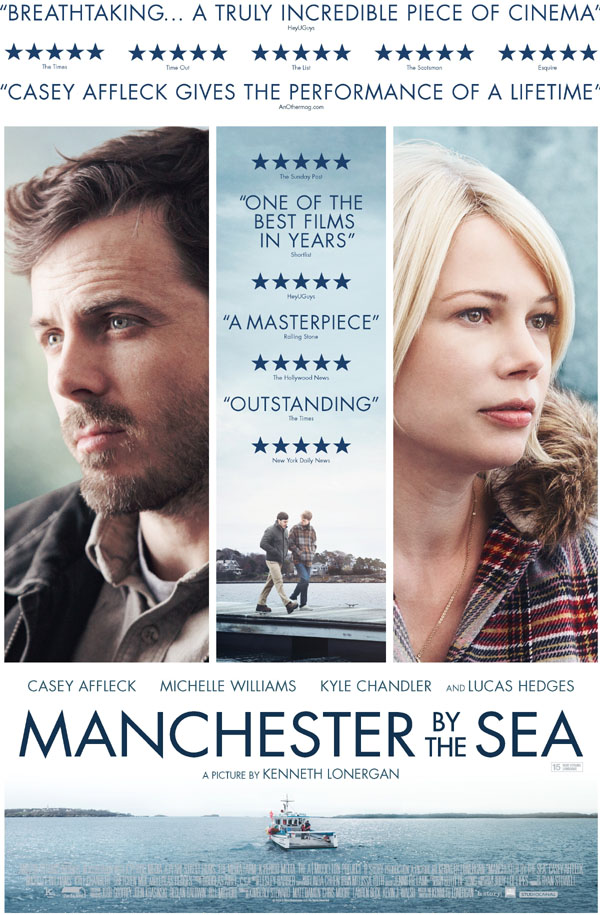 “BREATHTAKING... A TRULY INCREDIBLE PIECE OF CINEMA”
HeyUGuys
The Times
Time Out
The List
The Scotsman
Esquire
“CASEY AFFLECK GIVES THE PERFORMANCE OF A LIFETIME”
AnOthermag.com
The Sunday Post
“ONE OF THE
BEST FILMS
IN YEARS”
Shortlist
HeyUGuys
“A MASTERPIECE”
Rolling Stone
The Hollywood News
“OUTSTANDING”
The Times
New York Daily News
CASEY AFFLECK MICHELLE WILLIAMS KYLE CHANDLER AND LUCAS HEDGES
MANCHESTER BY THE SEA
15
A PICTURE BY KENNETH LONERGAN
STUDIOCANAL